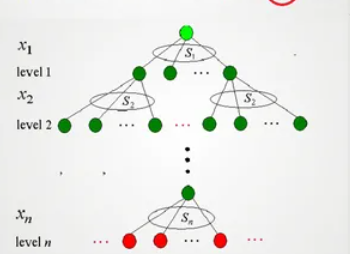 x₁
S₁
level 1
x₂
S₂
S₂
level 2
xₙ
Sₙ
level n